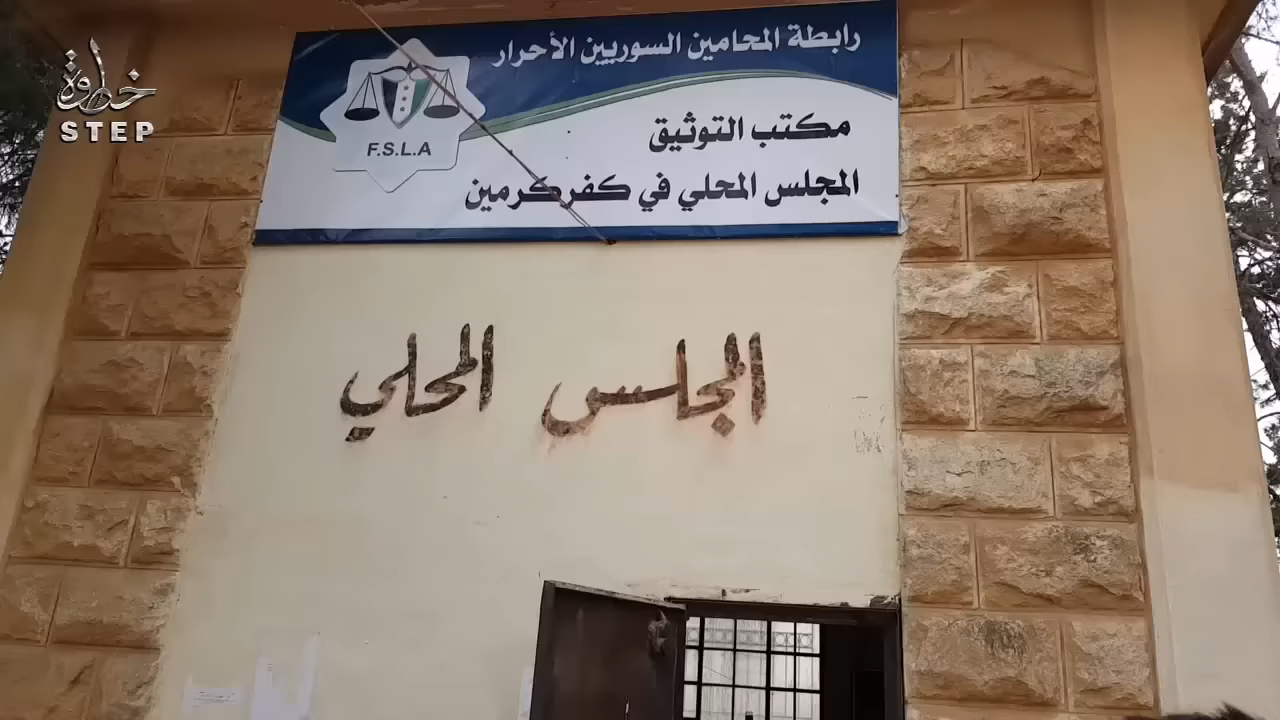 خطوة
STEP
رابطة المحامين السوريين الأحرار
F.S.L.A
مكتب التوثيق
المجلس المحلي في كفركرمين
المجلس المحلي